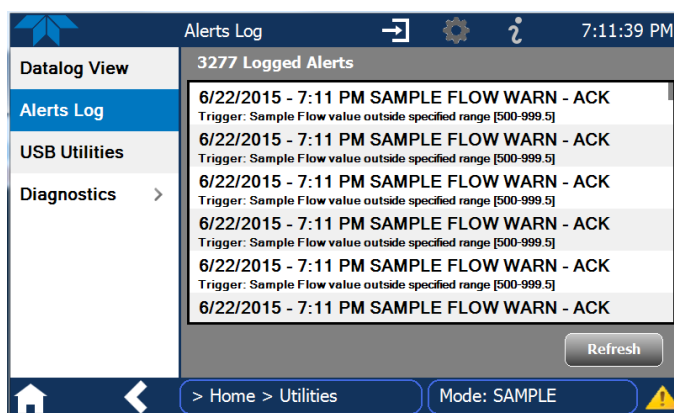 Alerts Log
7:11:39 PM
Datalog View
Alerts Log
USB Utilities
Diagnostics >
3277 Logged Alerts
6/22/2015 - 7:11 PM SAMPLE FLOW WARN - ACK
Trigger: Sample Flow value outside specified range [500-999.5]
6/22/2015 - 7:11 PM SAMPLE FLOW WARN - ACK
Trigger: Sample Flow value outside specified range [500-999.5]
6/22/2015 - 7:11 PM SAMPLE FLOW WARN - ACK
Trigger: Sample Flow value outside specified range [500-999.5]
6/22/2015 - 7:11 PM SAMPLE FLOW WARN - ACK
Trigger: Sample Flow value outside specified range [500-999.5]
6/22/2015 - 7:11 PM SAMPLE FLOW WARN - ACK
Trigger: Sample Flow value outside specified range [500-999.5]
6/22/2015 - 7:11 PM SAMPLE FLOW WARN - ACK
Refresh
> Home > Utilities
Mode: SAMPLE